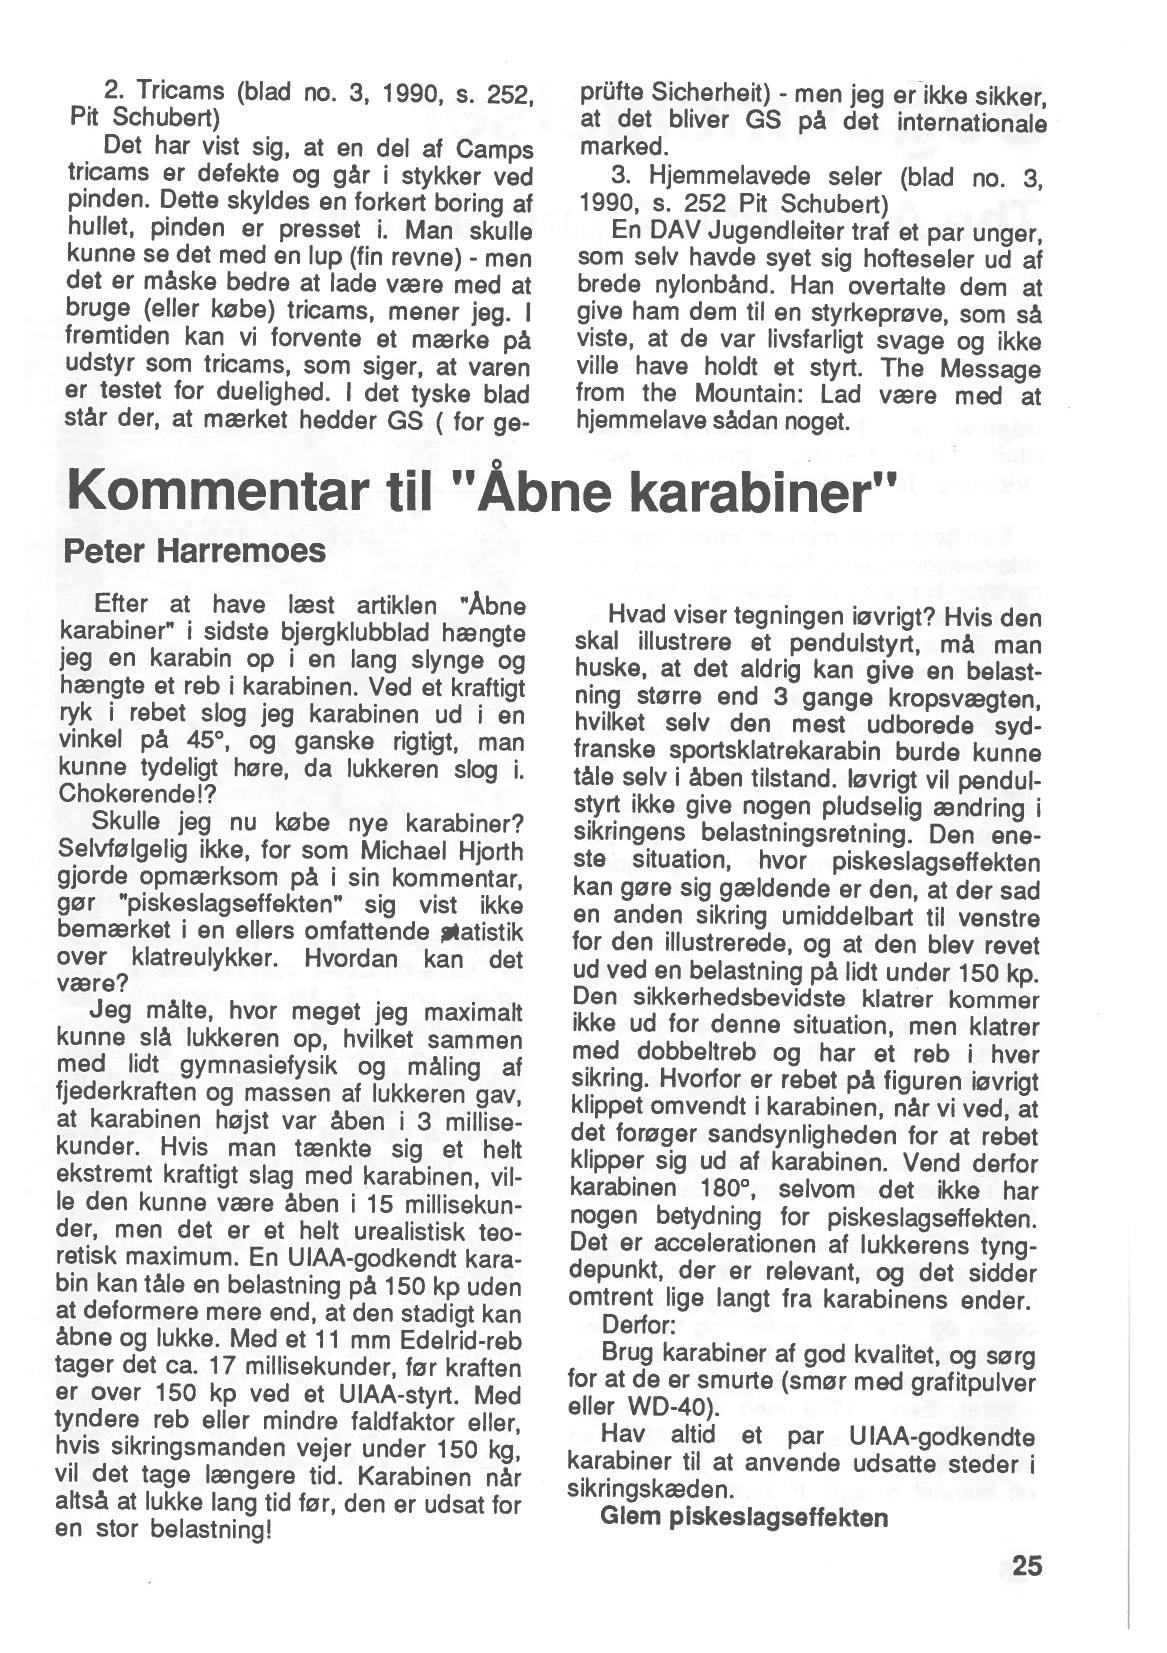 2. Tricams (blad no. 3, 1990, s. 252,
Pit Schubert)
Det har vist sig, at en del af Camps
tricams er defekte og går i stykker ved
pinden. Dette skyldes en forkert boring af
hullet, pinden er presset i. Man skulle
kunne se det med en lup (fin revne) - men
det er måske bedre at lade være med at
bruge (eller købe) tricams, mener jeg. I
fremtiden kan vi forvente et mærke på
udstyr som tricams, som siger, at varen
er testet for duelighed. I det tyske blad
står der, at mærket hedder GS ( for ge-
prüfte Sicherheit) - men jeg er ikke sikker,
at det bliver GS på det internationale
marked.
3. Hjemmelavede seler (blad no. 3,
1990, s. 252 Pit Schubert)
En DAV Jugendleiter traf et par unger,
som selv havde syet sig hofteseler ud af
brede nylonbånd. Han overtalte dem at
give ham dem til en styrkeprøve, som så
viste, at de var livsfarligt svage og ikke
ville have holdt et styrt. The Message
from the Mountain: Lad være med at
hjemmelave sådan noget.
Kommentar til "Åbne karabiner"
Peter Harremoes
Efter at have læst artiklen "Åbne
karabiner" i sidste bjergklubblad hængte
jeg en karabin op i en lang slynge og
hængte et reb i karabinen. Ved et kraftigt
ryk i rebet slog jeg karabinen ud i en
vinkel på 45°, og ganske rigtigt, man
kunne tydeligt høre, da lukkeren slog i.
Chokerende!?
Skulle jeg nu købe nye karabiner?
Selvfølgelig ikke, for som Michael Hjorth
gjorde opmærksom på i sin kommentar,
gør "piskeslagseffekten" sig vist ikke
bemærket i en ellers omfattende statistik
over klatreulykker. Hvordan kan det
være?
Jeg målte, hvor meget jeg maximalt
kunne slå lukkeren op, hvilket sammen
med lidt gymnasiefysik og måling af
fjederkraften og massen af lukkeren gav,
at karabinen højst var åben i 3 millise-
kunder. Hvis man tænkte sig et helt
ekstremt kraftigt slag med karabinen, vil-
le den kunne være åben i 15 millisekun-
der, men det er et helt urealistisk teo-
retisk maximum. En UIAA-godkendt kara-
bin kan tåle en belastning på 150 kp uden
at deformere mere end, at den stadigt kan
åbne og lukke. Med et 11 mm Edelrid-reb
tager det ca. 17 millisekunder, før kraften
er over 150 kp ved et UIAA-styrt. Med
tyndere reb eller mindre faldfaktor eller,
hvis sikringsmanden vejer under 150 kg,
vil det tage længere tid. Karabinen når
altså at lukke lang tid før, den er udsat for
en stor belastning!
Hvad viser tegningen iøvrigt? Hvis den
skal illustrere et pendulstyrt, må man
huske, at det aldrig kan give en belast-
ning større end 3 gange kropsvægten,
hvilket selv den mest udborede syd-
franske sportsklatrekarabin burde kunne
tåle selv i åben tilstand. Iøvrigt vil pendul-
styrt ikke give nogen pludselig ændring i
sikringens belastningsretning. Den ene-
ste situation, hvor piskeslagseffekten
kan gøre sig gældende er den, at der sad
en anden sikring umiddelbart til venstre
for den illustrerede, og at den blev revet
ud ved en belastning på lidt under 150 kp.
Den sikkerhedsbevidste klatrer kommer
ikke ud for denne situation, men klatrer
med dobbeltreb og har et reb i hver
sikring. Hvorfor er rebet på figuren iøvrigt
klippet omvendt i karabinen, når vi ved, at
det forøger sandsynligheden for at rebet
klipper sig ud af karabinen. Vend derfor
karabinen 180°, selvom det ikke har
nogen betydning for piskeslagseffekten.
Det er accelerationen af lukkerens tyng-
depunkt, der er relevant, og det sidder
omtrent lige langt fra karabinens ender.
Derfor:
Brug karabiner af god kvalitet, og sørg
for at de er smurte (smør med grafitpulver
eller WD-40).
Hav altid et par UIAA-godkendte
karabiner til at anvende udsatte steder i
sikringskæden.
Glem piskeslagseffekten
25